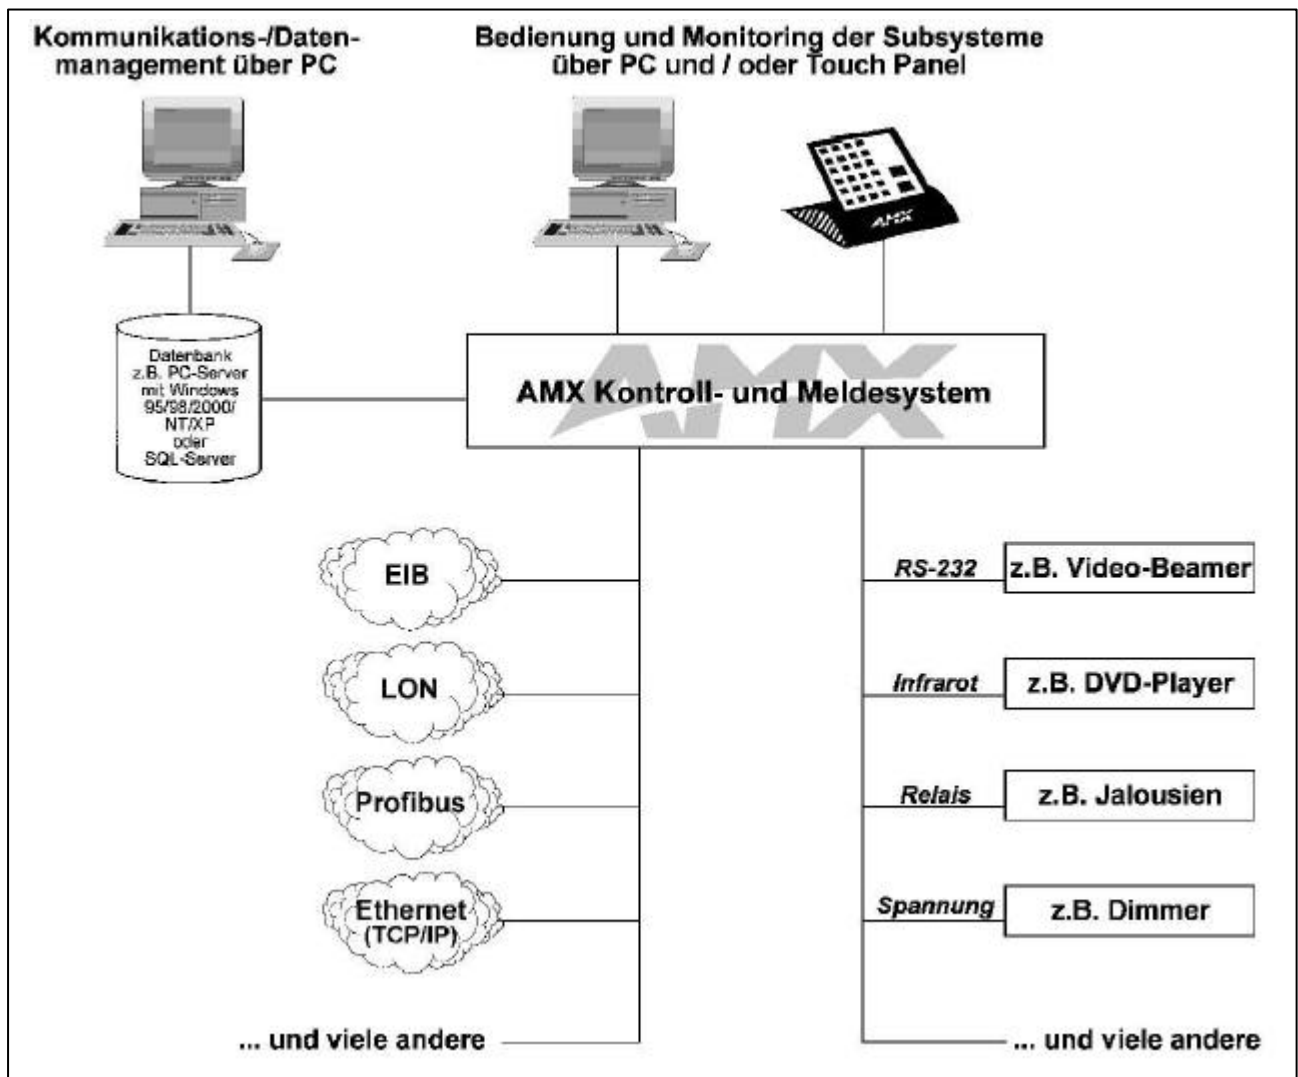 Kommunikations-/Daten-
management über PC
Bedienung und Monitoring der Subsysteme
über PC und / oder Touch Panel
AMX
Datenbank
z.B. PC-Server
mit Windows
95/98/2000/
NT/XP
oder
SQL-Server
AMX
AMX Kontroll- und Meldesystem
EIB
LON
Profibus
Ethernet
(TCP/IP)
... und viele andere
RS-232
z.B. Video-Beamer
Infrarot
z.B. DVD-Player
Relais
z.B. Jalousien
Spannung
z.B. Dimmer
... und viele andere